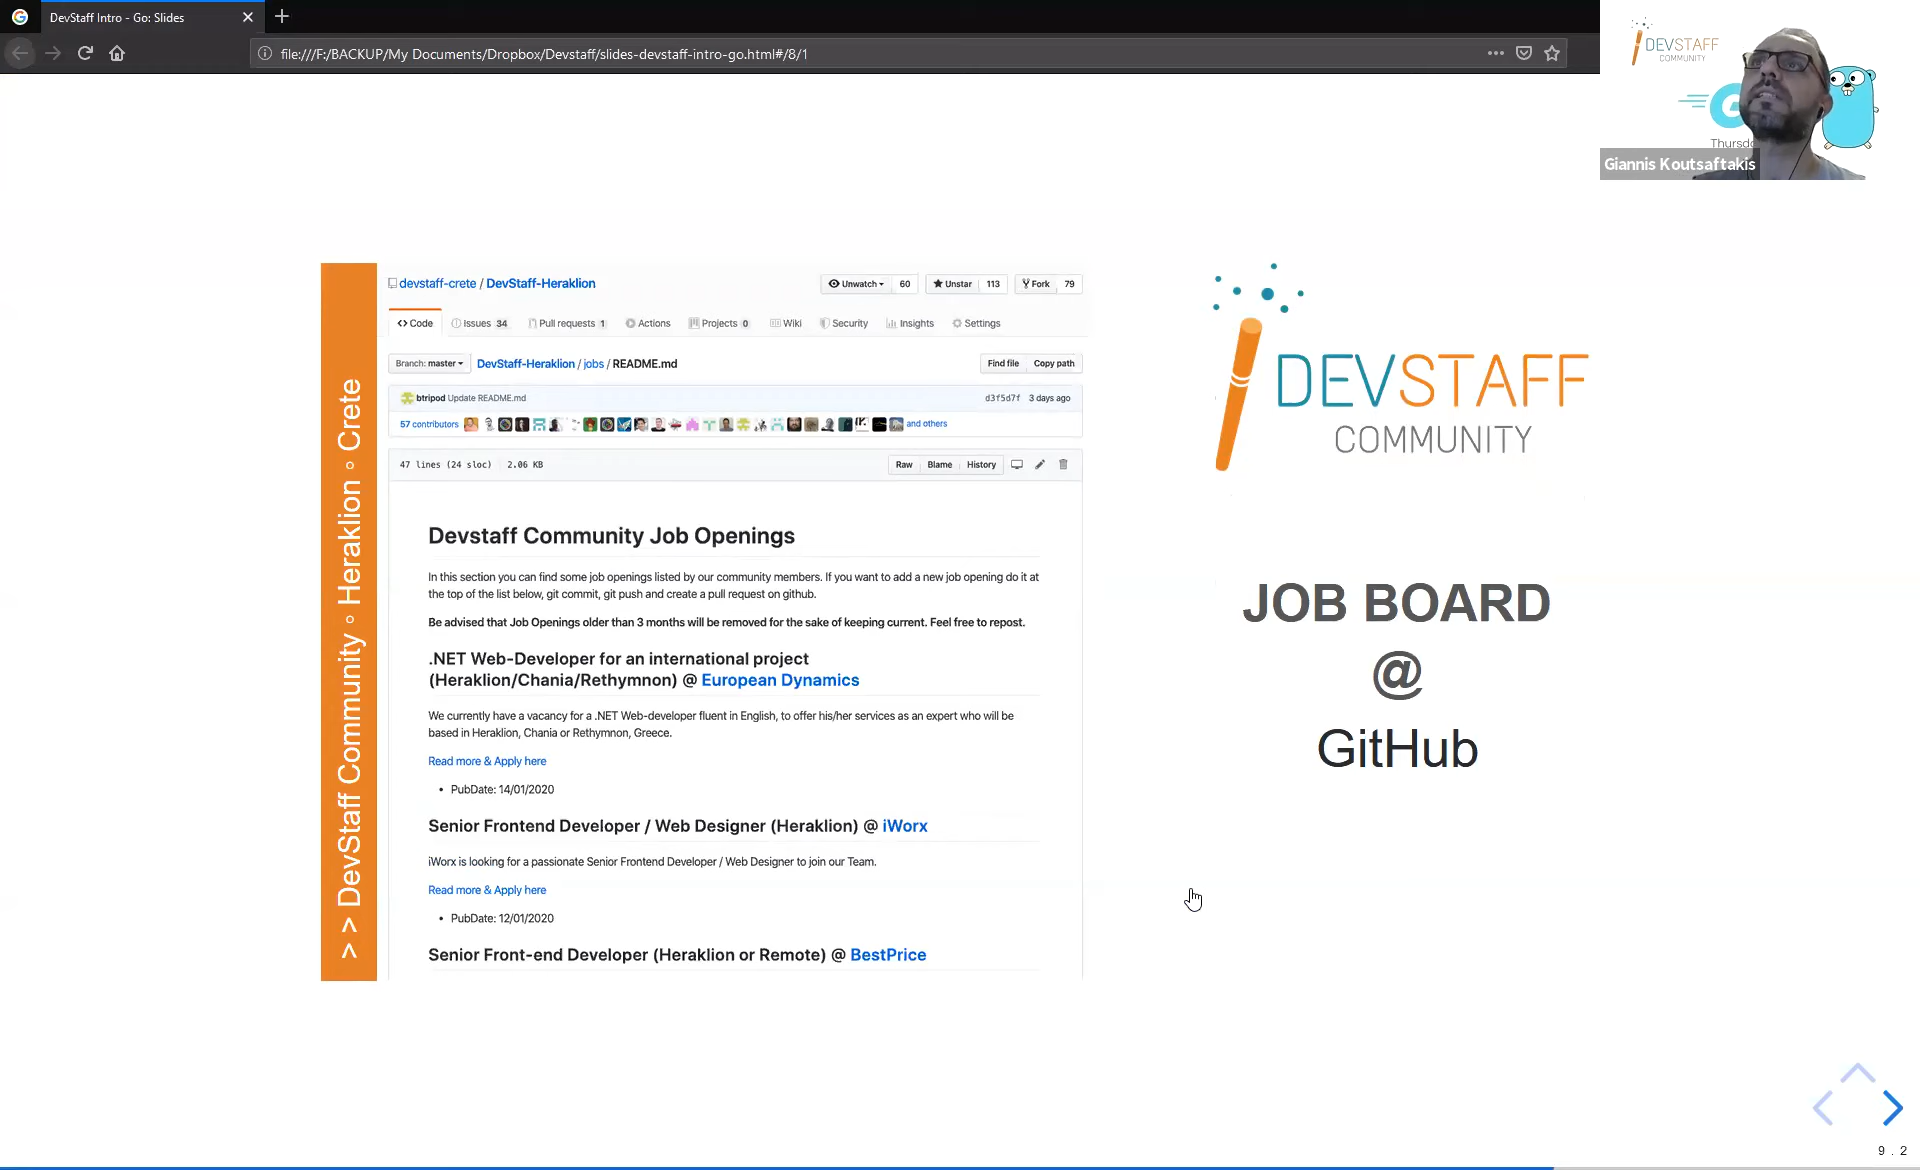 DevStaff Intro - Go: Slides
file:///F:/BACKUP/My Documents/Dropbox/Devstaff/slides-devstaff-intro-go.html#/8/1
DEVSTAFF
COMMUNITY
Thursd
Giannis Koutsaftakis
> > DevStaff Community ◦ Heraklion ◦ Crete
devstaff-crete / DevStaff-Heraklion
Unwatch 60 Unstar 113 Fork 79
Code Issues 34 Pull requests 1 Actions Projects 0 Wiki Security Insights Settings
Branch: master DevStaff-Heraklion / jobs / README.md Find file Copy path
btripod Update README.md d3f5d7f 3 days ago
57 contributors and others
47 lines (24 sloc) 2.06 KB Raw Blame History
Devstaff Community Job Openings
In this section you can find some job openings listed by our community members. If you want to add a new job opening do it at
the top of the list below, git commit, git push and create a pull request on github.
Be advised that Job Openings older than 3 months will be removed for the sake of keeping current. Feel free to repost.
.NET Web-Developer for an international project
(Heraklion/Chania/Rethymnon) @ European Dynamics
We currently have a vacancy for a .NET Web-developer fluent in English, to offer his/her services as an expert who will be
based in Heraklion, Chania or Rethymnon, Greece.
Read more & Apply here
• PubDate: 14/01/2020
Senior Frontend Developer / Web Designer (Heraklion) @ iWorx
iWorx is looking for a passionate Senior Frontend Developer / Web Designer to join our Team.
Read more & Apply here
• PubDate: 12/01/2020
Senior Front-end Developer (Heraklion or Remote) @ BestPrice
DEVSTAFF
COMMUNITY
JOB BOARD
@
GitHub
9 . 2